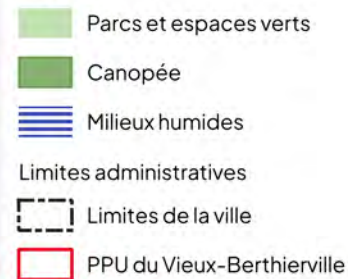 Parcs et espaces verts
Canopée
Milieux humides
Limites administratives
Limites de la ville
PPU du Vieux-Berthierville